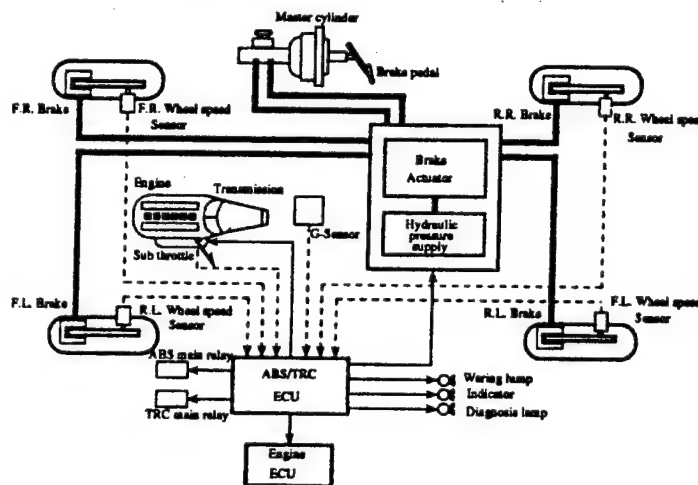 Master cylinder
Brake pedal
F.R. Brake
F.R. Wheel speed
Sensor
R.R. Brake
R.R. Wheel speed
Sensor
Brake
Actuator
Hydraulic
pressure
supply
Engine
Transmission
G-Sensor
Sub throttle
F.L. Brake
R.L. Wheel speed
Sensor
R.L. Brake
F.L. Wheel speed
Sensor
ABS main relay
TRC main relay
ABS/TRC
ECU
Waring lamp
Indicator
Diagnosis lamp
Engine
ECU